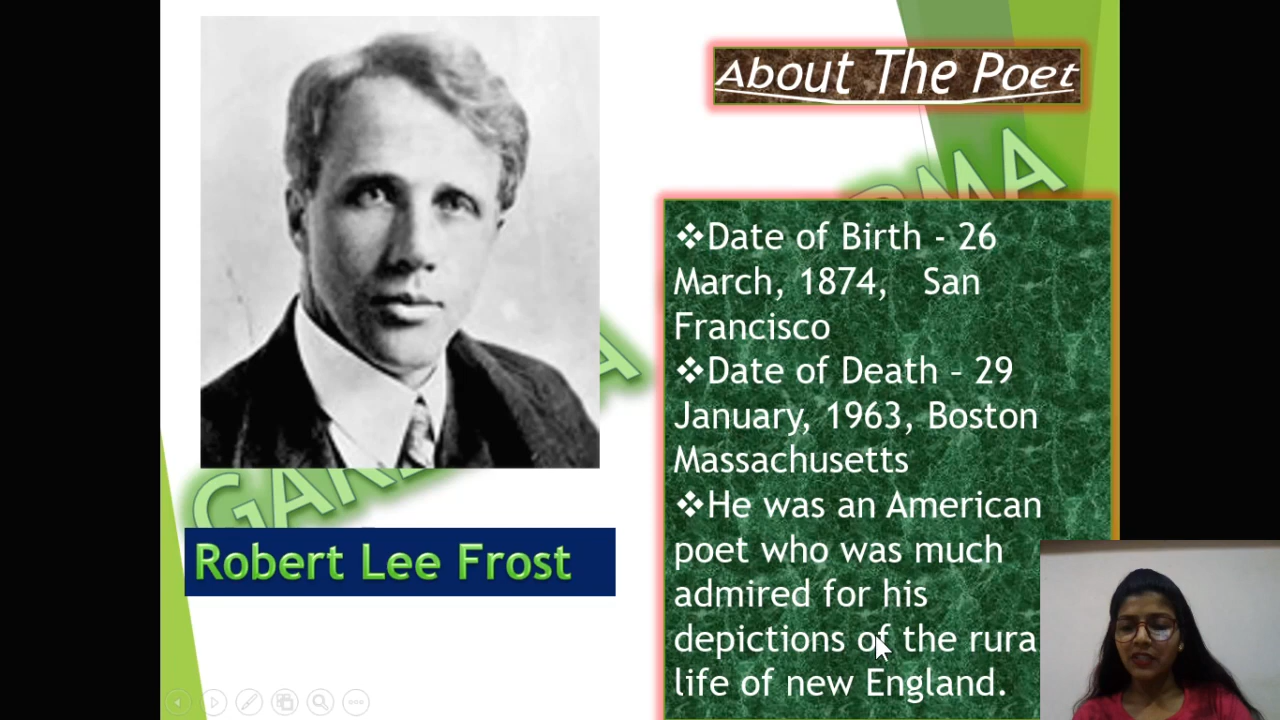 About The Poet
❖Date of Birth - 26
March, 1874, San
Francisco
❖Date of Death – 29
January, 1963, Boston
Massachusetts
❖He was an American
poet who was much
admired for his
depictions of the rura
life of new England.
Robert Lee Frost